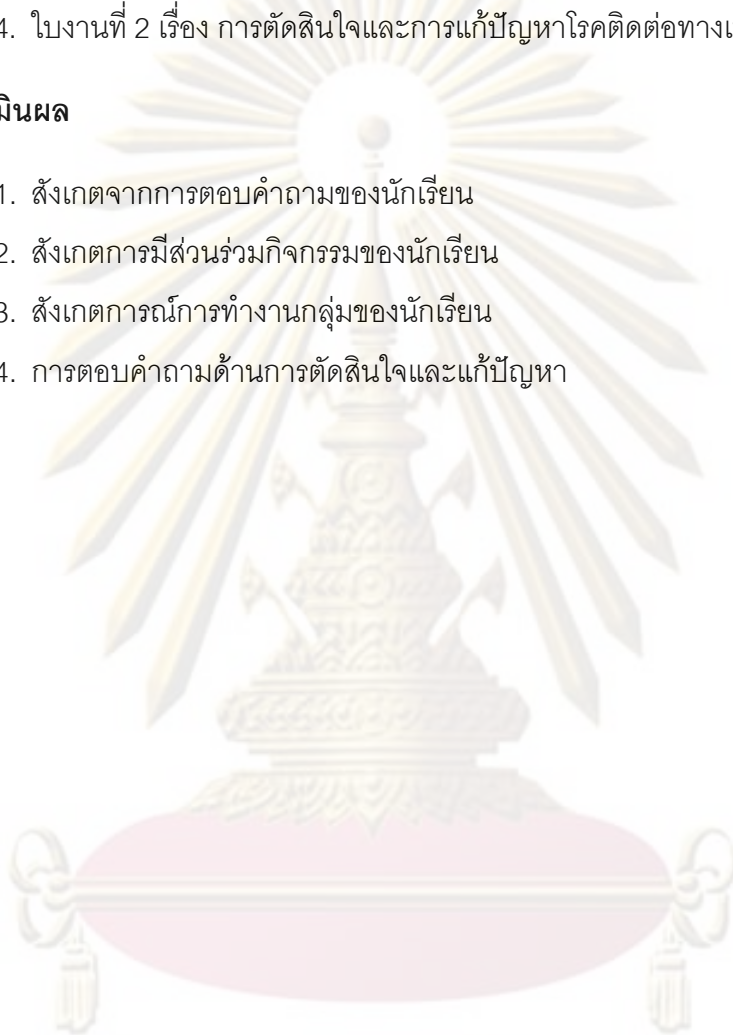 4. ใบงานที่ 2 เรื่อง การตัดสินใจและการแก้ปัญหาโรคติดต่อทาง
มินผล
1. สังเกตจากการตอบคำถามของนักเรียน
2. สังเกตการมีส่วนร่วมกิจกรรมของนักเรียน
3. สังเกตการณ์การทำงานกลุ่มของนักเรียน
4. การตอบคำถามด้านการตัดสินใจและแก้ปัญหา